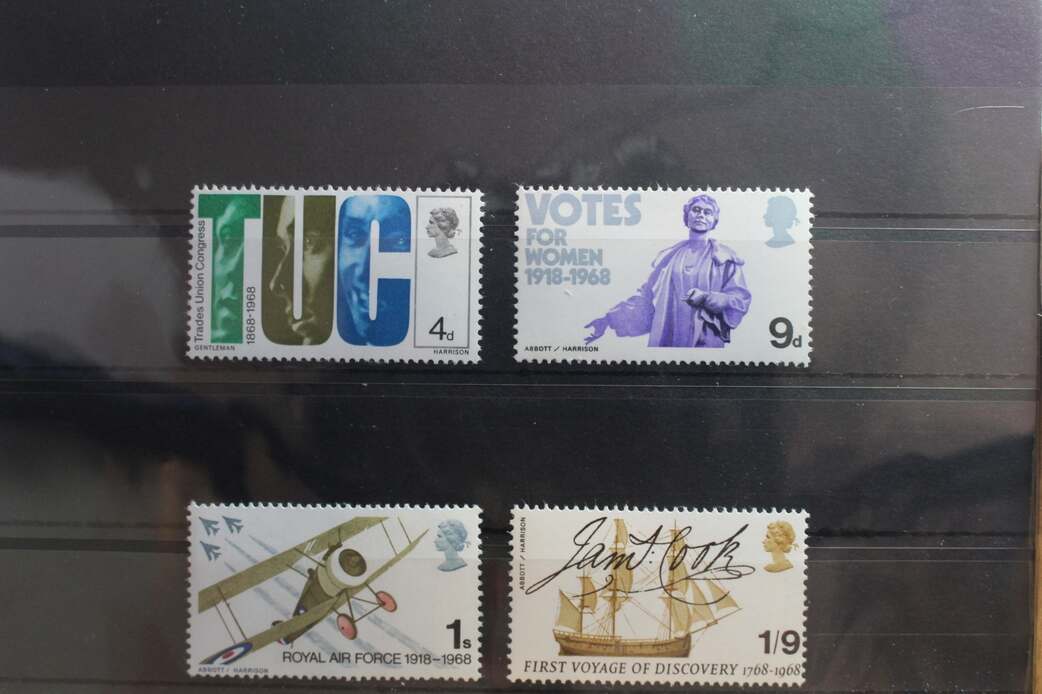 TUC
Trades Union Congress
1868-1968
4d
GENTLEMAN
HARRISON
VOTES
FOR
WOMEN
1918-1968
9d
ABBOTT / HARRISON
1s
ROYAL AIR FORCE 1918-1968
ABBOTT / HARRISON
ABBOTT / HARRISON
Jams. Cook
1/9
FIRST VOYAGE OF DISCOVERY 1768-1968